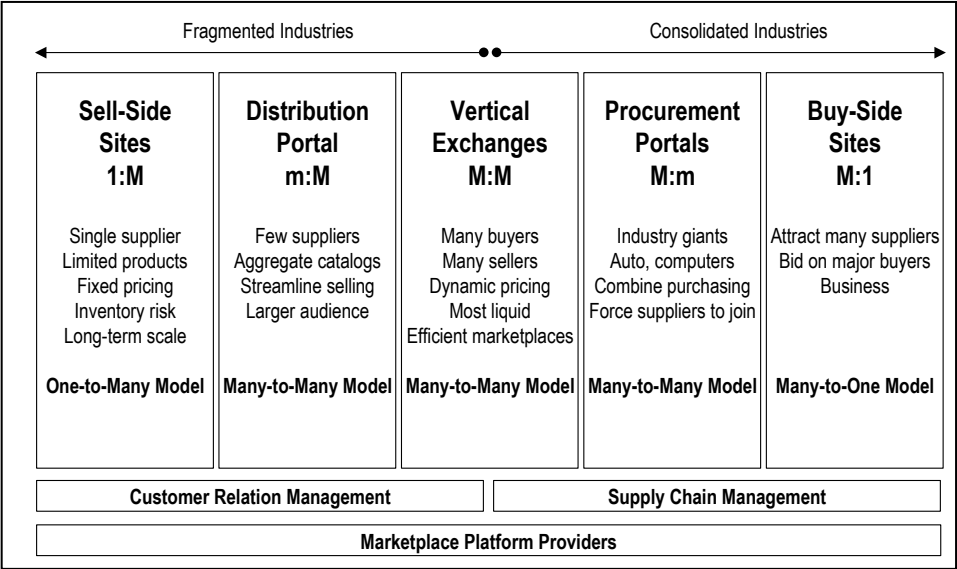 Fragmented Industries
Consolidated Industries
Sell-Side
Sites
1:M
Single supplier
Limited products
Fixed pricing
Inventory risk
Long-term scale
One-to-Many Model
Distribution
Portal
m:M
Few suppliers
Aggregate catalogs
Streamline selling
Larger audience
Many-to-Many Model
Vertical
Exchanges
M:M
Many buyers
Many sellers
Dynamic pricing
Most liquid
Efficient marketplaces
Many-to-Many Model
Procurement
Portals
M:m
Industry giants
Auto, computers
Combine purchasing
Force suppliers to join
Many-to-Many Model
Buy-Side
Sites
M:1
Attract many suppliers
Bid on major buyers
Business
Many-to-One Model
Customer Relation Management
Supply Chain Management
Marketplace Platform Providers